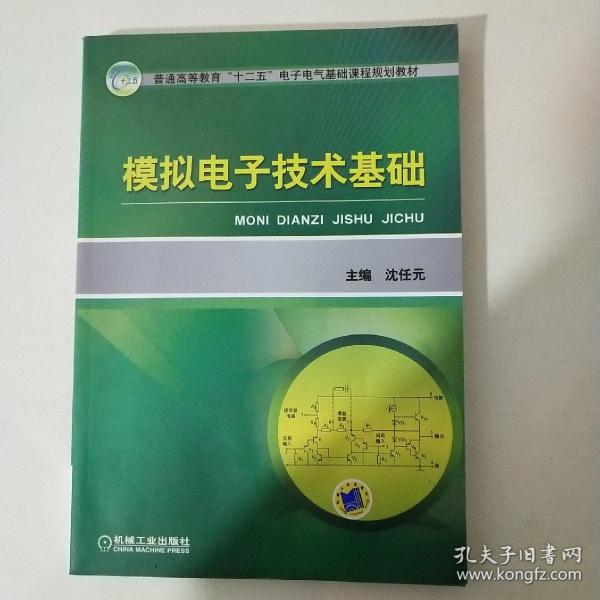 十二五
普通高等教育“十二五”电子电气基础课程规划教材
模拟电子技术基础
MONI DIANZI JISHU JICHU
主编 沈任元
机械工业出版社
CHINA MACHINE PRESS
孔夫子旧书网
www.kongfz.com